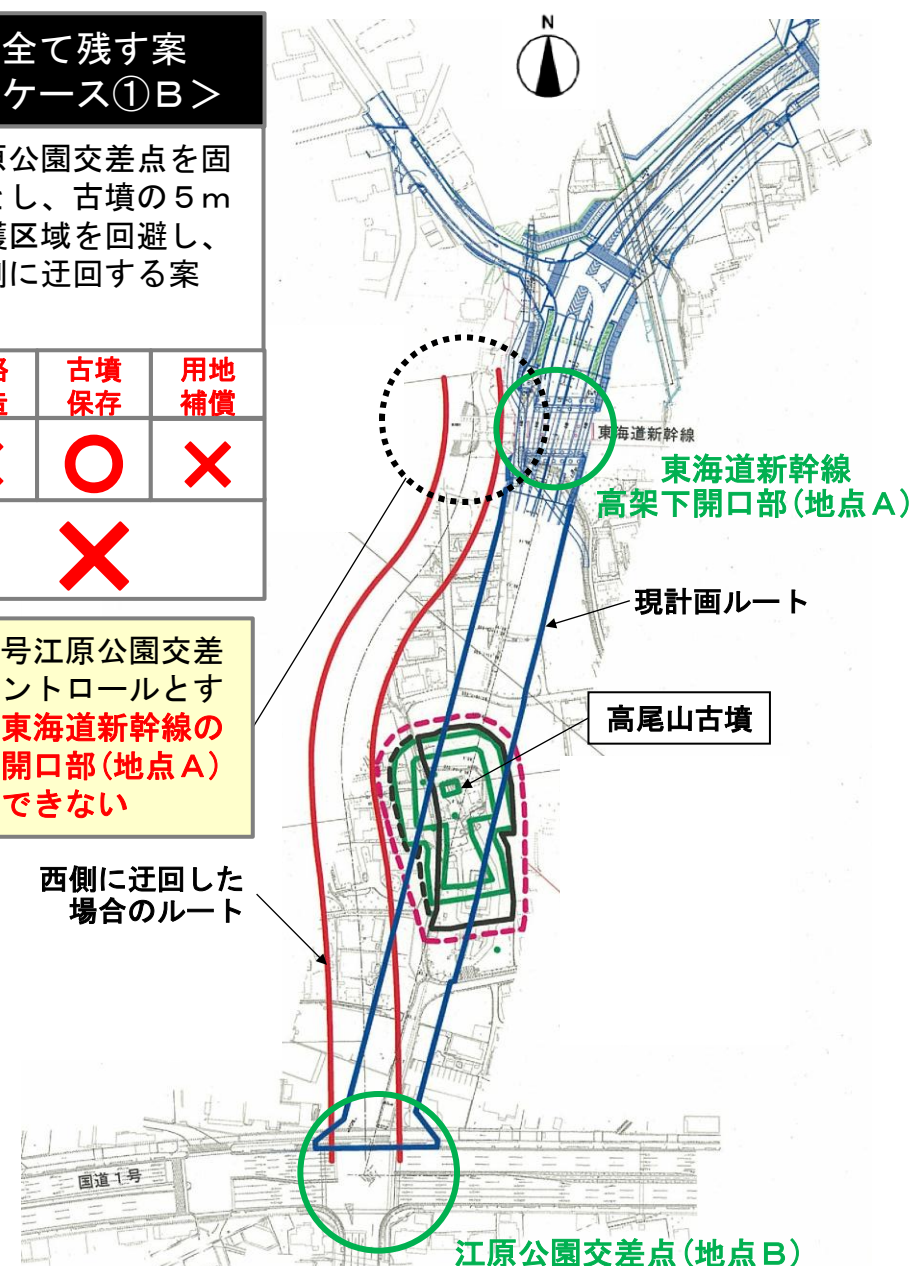 全て残す案
ケース①B＞
原公園交差点を固
とし、古墳の５ｍ
護区域を回避し、
側に迂回する案
古墳
保存
用地
補償
○
×
×
号江原公園交差
ントロールとす
東海道新幹線の
開口部(地点Ａ)
できない
西側に迂回した
場合のルート
N
東海道新幹線
東海道新幹線
高架下開口部(地点Ａ)
現計画ルート
高尾山古墳
国道１号
江原公園交差点(地点Ｂ)